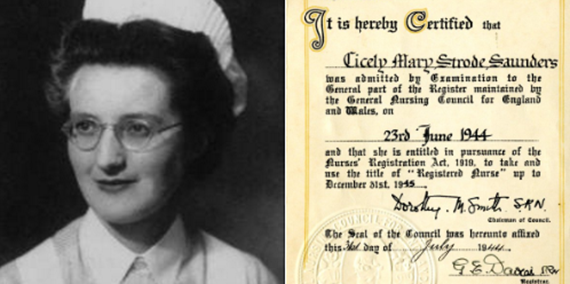 It is hereby Certified that
Cicely Mary Strode Saunders
was admitted by Examination to the
General part of the Register maintained by
the General Nursing Council for England
and Wales, on
23rd June 1944
and that she is entitled in pursuance of the
Nurses' Registration Act, 1919, to take and
use the title of "Registered Nurse" up to
December 31st, 1945
Dorothy M. Smith S.R.N.
Chairman of Council.
The Seal of the Council was hereunto affixed
this day of July 1944
G. E. Davies SRN
Registrar.